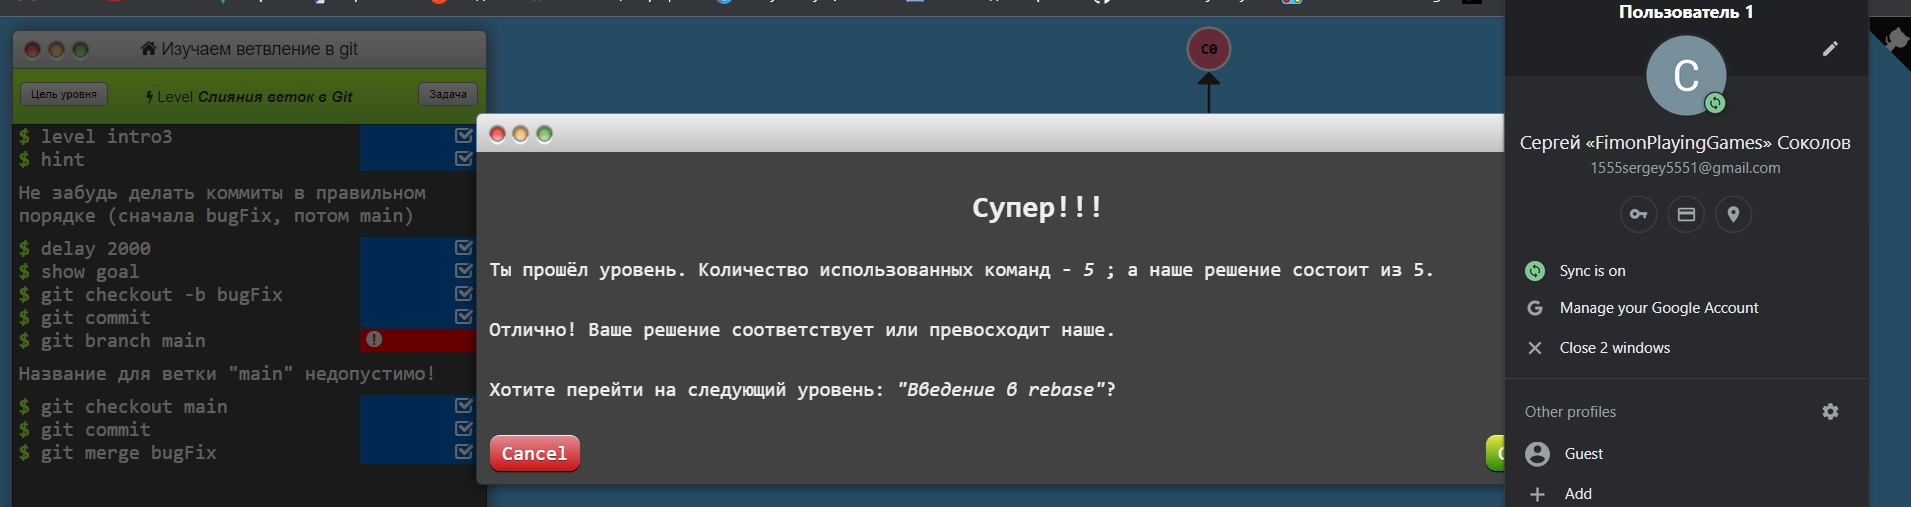 Изучаем ветвление в git
Цель уровня
Level Слияния веток в Git
Задача
$ level intro3
$ hint
Не забудь делать коммиты в правильном
порядке (сначала bugFix, потом main)
$ delay 2000
$ show goal
$ git checkout -b bugFix
$ git commit
$ git branch main
Название для ветки "main" недопустимо!
$ git checkout main
$ git commit
$ git merge bugFix
C0
Супер!!!
Ты прошёл уровень. Количество использованных команд - 5 ; а наше решение состоит из 5.
Отлично! Ваше решение соответствует или превосходит наше.
Хотите перейти на следующий уровень: "Введение в rebase"?
Cancel
Пользователь 1
C
Сергей «FimonPlayingGames» Соколов
1555sergey5551@gmail.com
Sync is on
Manage your Google Account
Close 2 windows
Other profiles
Guest
Add